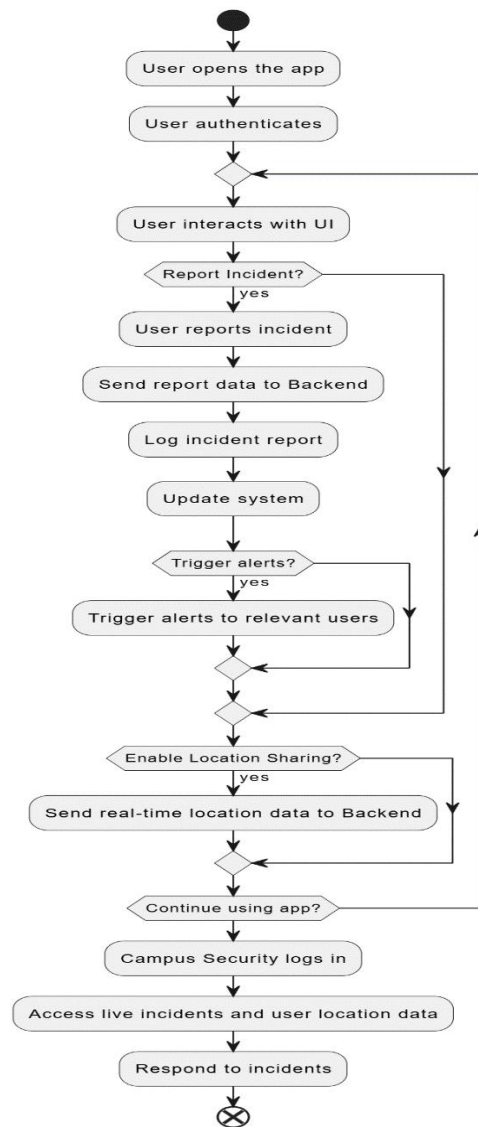 User opens the app
User authenticates
User interacts with UI
Report Incident?
yes
User reports incident
Send report data to Backend
Log incident report
Update system
Trigger alerts?
yes
Trigger alerts to relevant users
Enable Location Sharing?
yes
Send real-time location data to Backend
Continue using app?
Campus Security logs in
Access live incidents and user location data
Respond to incidents